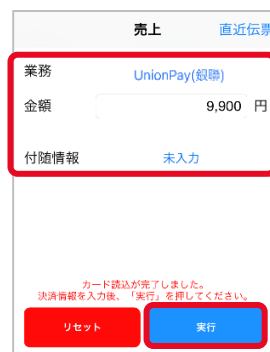 売上 直近伝票
業務 UnionPay(銀聯)
金額 9,900 円
付随情報 未入力
カード読込が完了しました。
決済情報を入力後、「実行」を押してください。
リセット 実行